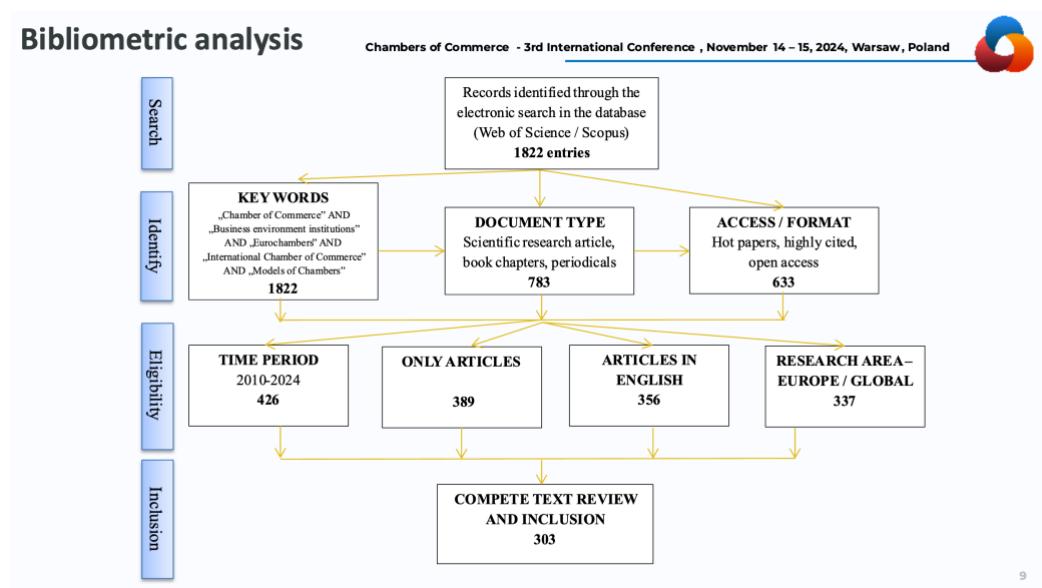 Bibliometric analysis
Chambers of Commerce - 3rd International Conference , November 14 – 15, 2024, Warsaw, Poland
Search
Records identified through the
electronic search in the database
(Web of Science / Scopus)
1822 entries
Identify
KEY WORDS
„Chamber of Commerce” AND
„Business environment institutions”
AND „Eurochambers” AND
„International Chamber of Commerce”
AND „Models of Chambers”
1822
DOCUMENT TYPE
Scientific research article,
book chapters, periodicals
783
ACCESS / FORMAT
Hot papers, highly cited,
open access
633
Eligibility
TIME PERIOD
2010-2024
426
ONLY ARTICLES
389
ARTICLES IN
ENGLISH
356
RESEARCH AREA–
EUROPE / GLOBAL
337
Inclusion
COMPETE TEXT REVIEW
AND INCLUSION
303
9